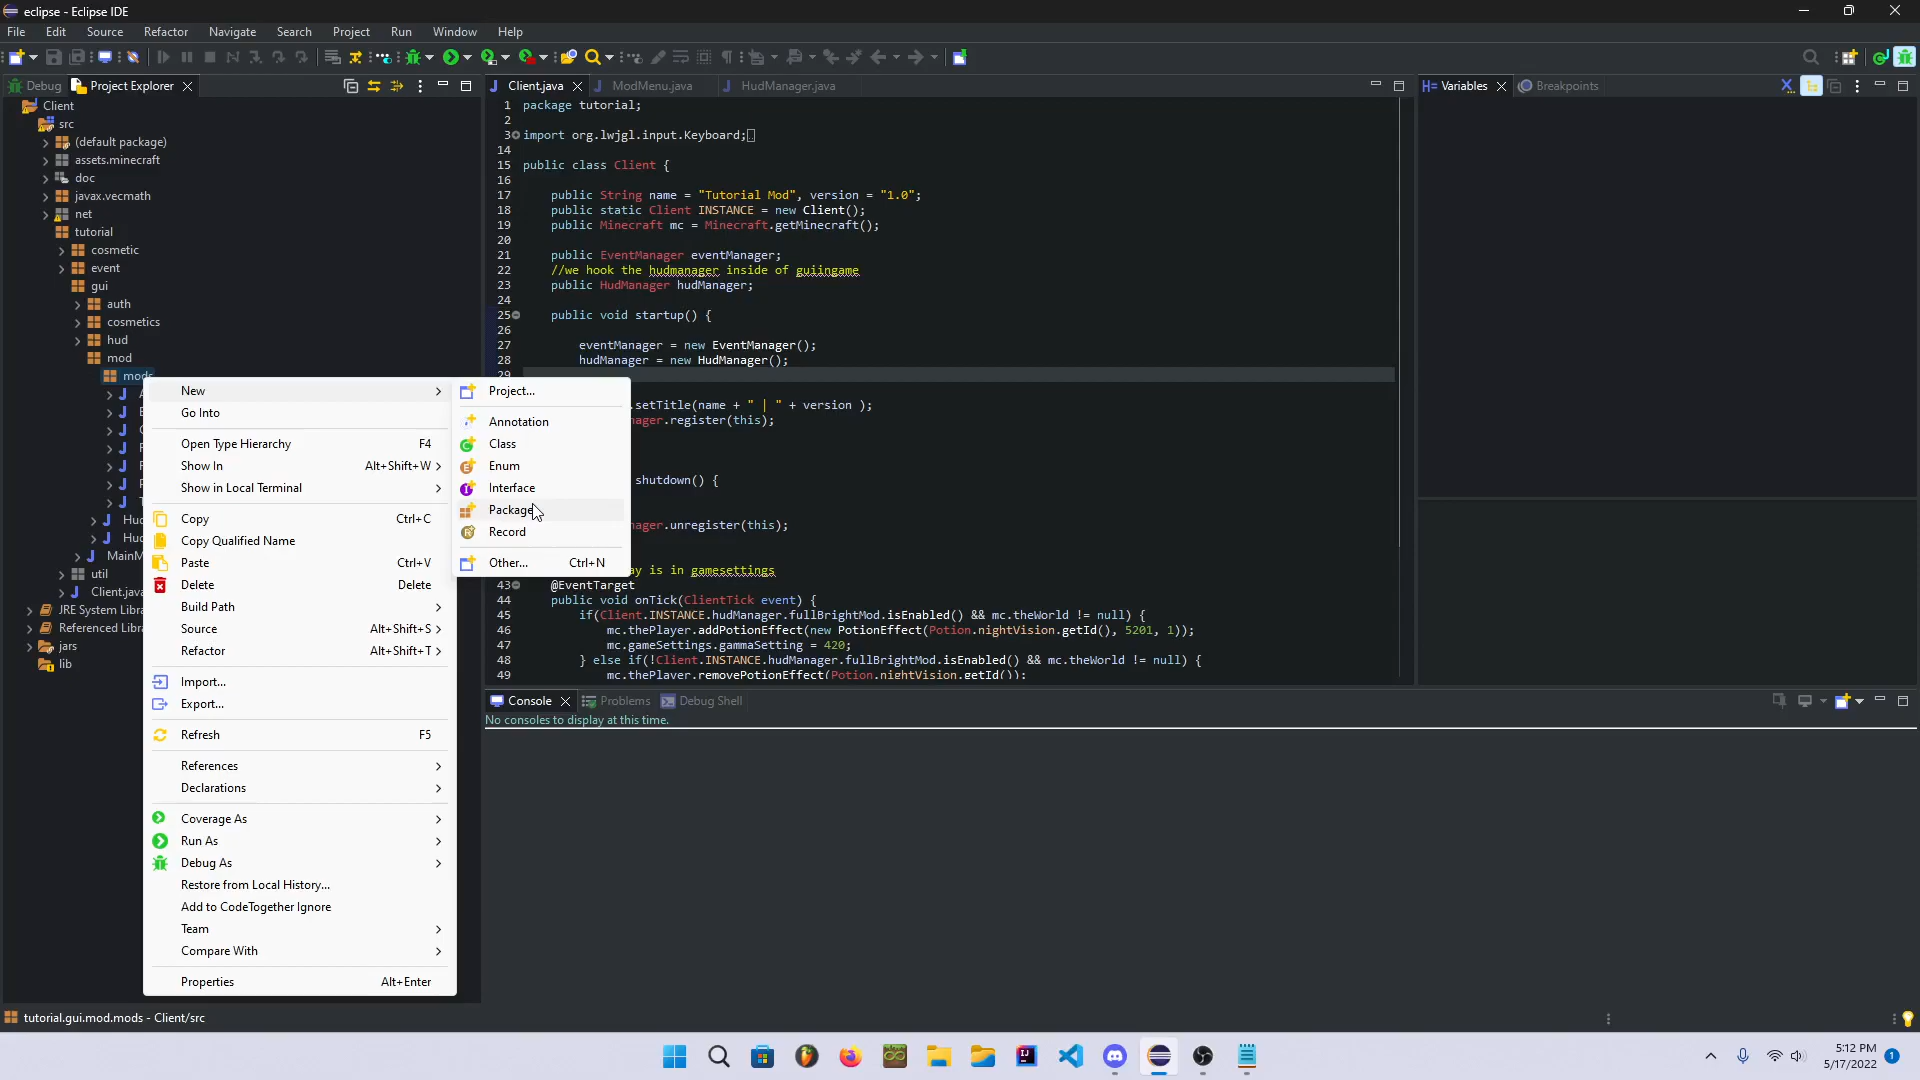 eclipse - Eclipse IDE
File Edit Source Refactor Navigate Search Project Run Window Help
Debug Project Explorer
Client
src
(default package)
assets.minecraft
doc
javax.vecmath
net
tutorial
cosmetic
event
gui
auth
cosmetics
hud
mod
mods
util
Client.java
JRE System Libra
Referenced Libra
jars
lib
New
Go Into
Open Type Hierarchy F4
Show In Alt+Shift+W
Show in Local Terminal
Copy Ctrl+C
Copy Qualified Name
Paste Ctrl+V
Delete Delete
Build Path
Source Alt+Shift+S
Refactor Alt+Shift+T
Import...
Export...
Refresh F5
References
Declarations
Coverage As
Run As
Debug As
Restore from Local History...
Add to CodeTogether Ignore
Team
Compare With
Properties Alt+Enter
Project...
Annotation
Class
Enum
Interface
Package
Record
Other... Ctrl+N
Client.java ModMenu.java HudManager.java
1 package tutorial;
2
3 import org.lwjgl.input.Keyboard;
14
15 public class Client {
16
17 public String name = "Tutorial Mod", version = "1.0";
18 public static Client INSTANCE = new Client();
19 public Minecraft mc = Minecraft.getMinecraft();
20
21 public EventManager eventManager;
22 //we hook the hudmanager inside of guiingame
23 public HudManager hudManager;
24
25 public void startup() {
26
27 eventManager = new EventManager();
28 hudManager = new HudManager();
29
.setTitle(name + " | " + version );
ager.register(this);
shutdown() {
ager.unregister(this);
ay is in gamesettings
43 @EventTarget
44 public void onTick(ClientTick event) {
45 if(Client.INSTANCE.hudManager.fullBrightMod.isEnabled() && mc.theWorld != null) {
46 mc.thePlayer.addPotionEffect(new PotionEffect(Potion.nightVision.getId(), 5201, 1));
47 mc.gameSettings.gammaSetting = 420;
48 } else if(!Client.INSTANCE.hudManager.fullBrightMod.isEnabled() && mc.theWorld != null) {
49 mc.thePlayer.removePotionEffect(Potion.nightVision.getId());
Variables Breakpoints
Console Problems Debug Shell
No consoles to display at this time.
tutorial.gui.mod.mods - Client/src
5:12 PM
5/17/2022
1